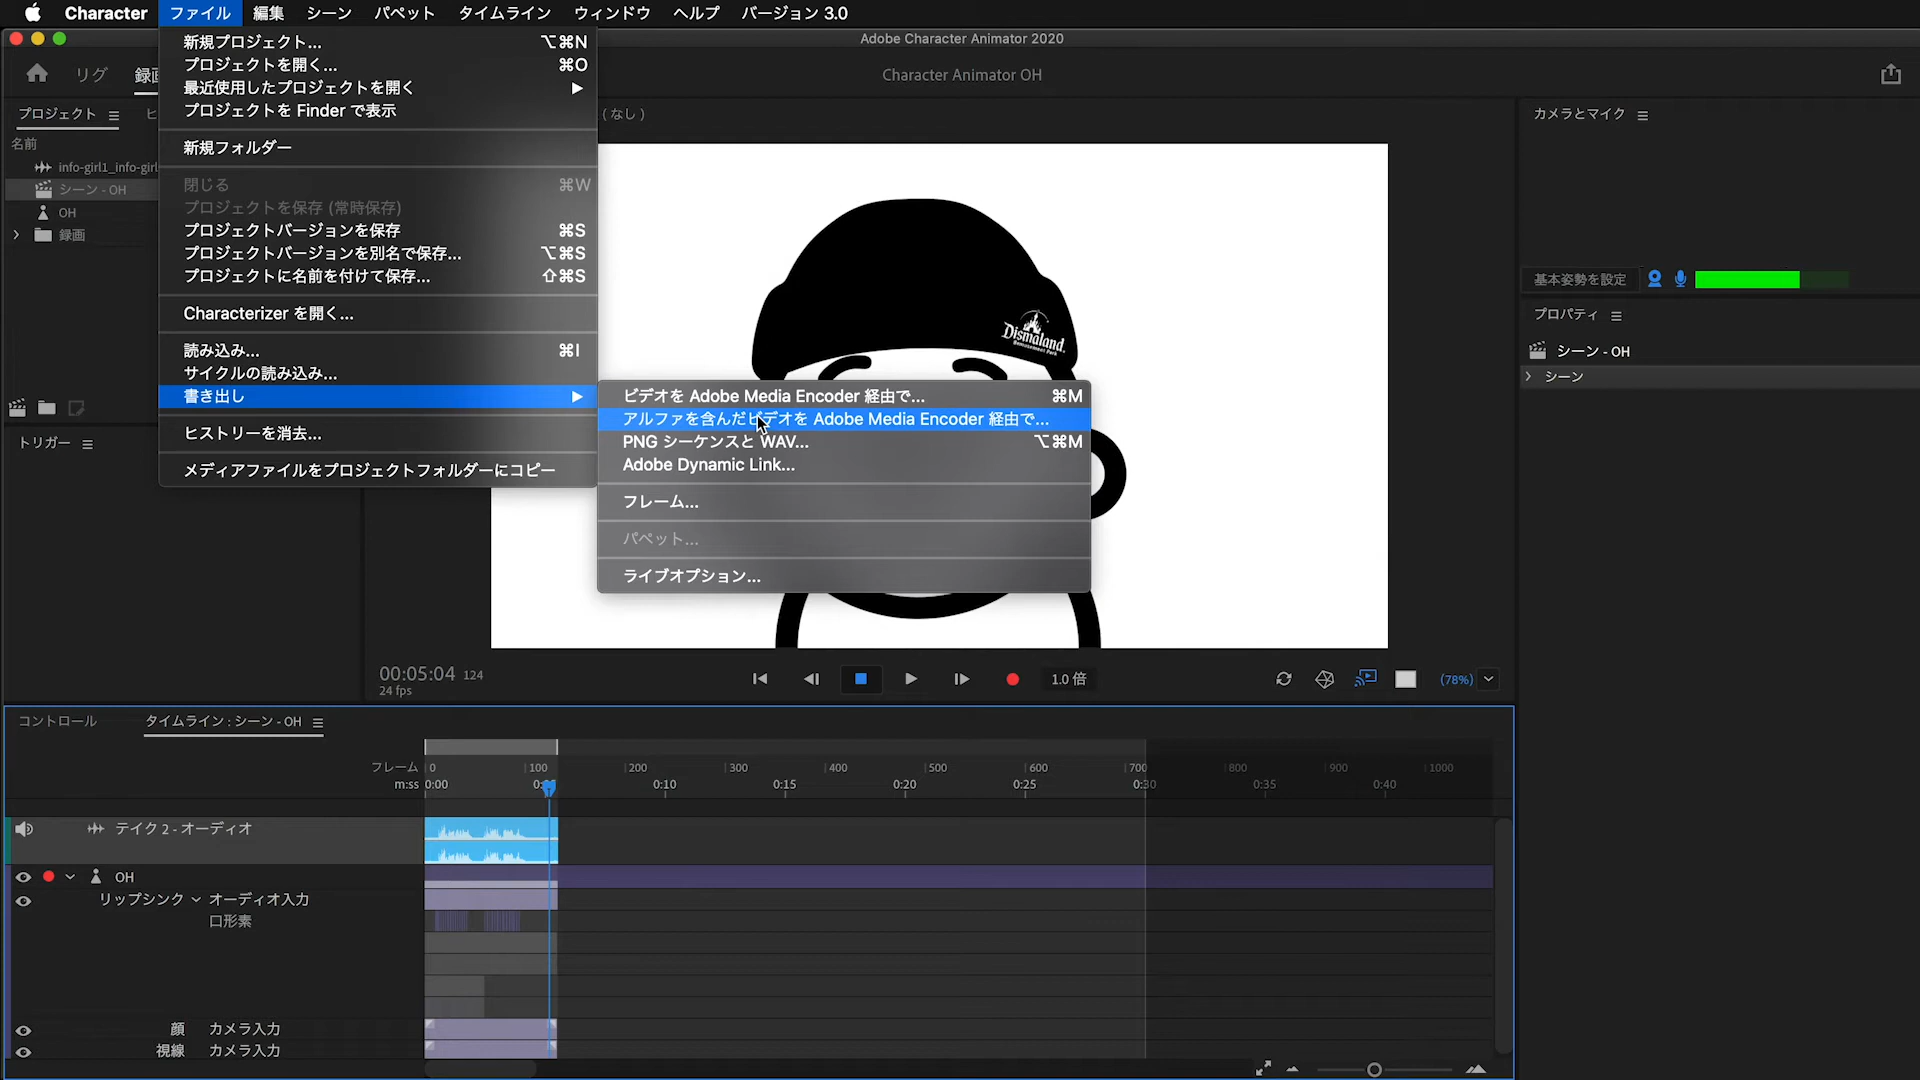 Character ファイル 編集 シーン パペット タイムライン ウィンドウ ヘルプ バージョン 3.0
Adobe Character Animator 2020
リグ 録画
Character Animator OH
新規プロジェクト... ⌥⌘N
プロジェクトを開く... ⌘O
最近使用したプロジェクトを開く ▶
プロジェクトを Finder で表示
新規フォルダー
閉じる ⌘W
プロジェクトを保存 (常時保存)
プロジェクトバージョンを保存 ⌘S
プロジェクトバージョンを別名で保存... ⌥⌘S
プロジェクトに名前を付けて保存... ⇧⌘S
Characterizer を開く...
読み込み... ⌘I
サイクルの読み込み...
書き出し ▶
ヒストリーを消去...
メディアファイルをプロジェクトフォルダーにコピー
ビデオを Adobe Media Encoder 経由で... ⌘M
アルファを含んだビデオを Adobe Media Encoder 経由で...
PNG シーケンスと WAV... ⌥⌘M
Adobe Dynamic Link...
フレーム...
パペット...
ライブオプション...
プロジェクト ヒ
名前
info-girl1_info-girl
シーン - OH
OH
録画
トリガー
(なし)
Dismaland
Bemusement Park
カメラとマイク
基本姿勢を設定
プロパティ
シーン - OH
シーン
00:05:04 124
24 fps
1.0 倍
(78%)
コントロール タイムライン : シーン - OH
フレーム 0 100 200 300 400 500 600 700 800 900 1000
m:ss 0:00 0:10 0:15 0:20 0:25 0:30 0:35 0:40
テイク 2 - オーディオ
OH
リップシンク オーディオ入力
口形素
顔 カメラ入力
視線 カメラ入力